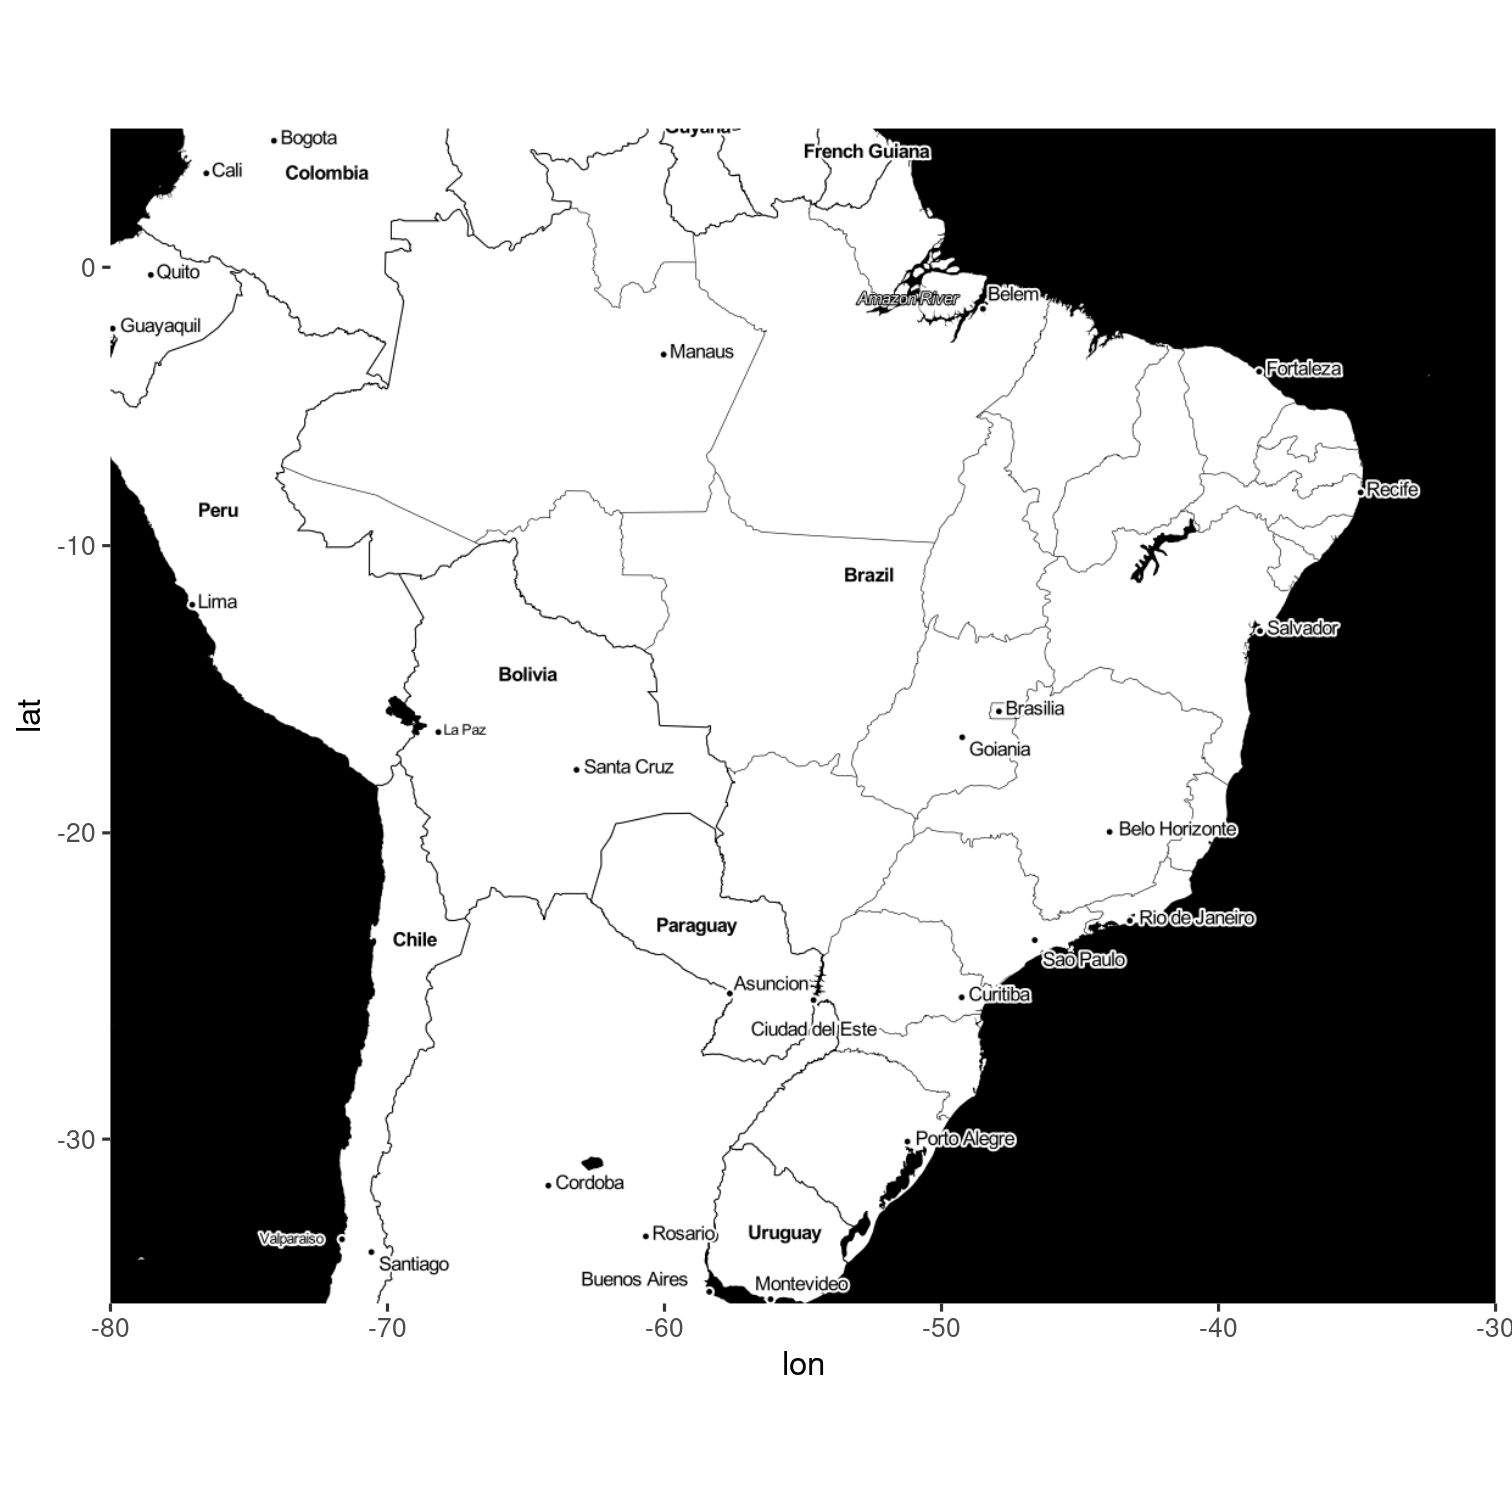 Guyana
Bogota
French Guiana
Cali
Colombia
0
Quito
Belem
Amazon River
Guayaquil
Manaus
Fortaleza
Recife
Peru
-10
Brazil
Lima
Salvador
Bolivia
Brasilia
lat
La Paz
Goiania
Santa Cruz
-20
Belo Horizonte
Rio de Janeiro
Paraguay
Chile
Sao Paulo
Asuncion
Curitiba
Ciudad del Este
-30
Porto Alegre
Cordoba
Uruguay
Rosario
Valparaiso
Santiago
Buenos Aires
Montevideo
-80
-70
-60
-50
-40
-30
lon